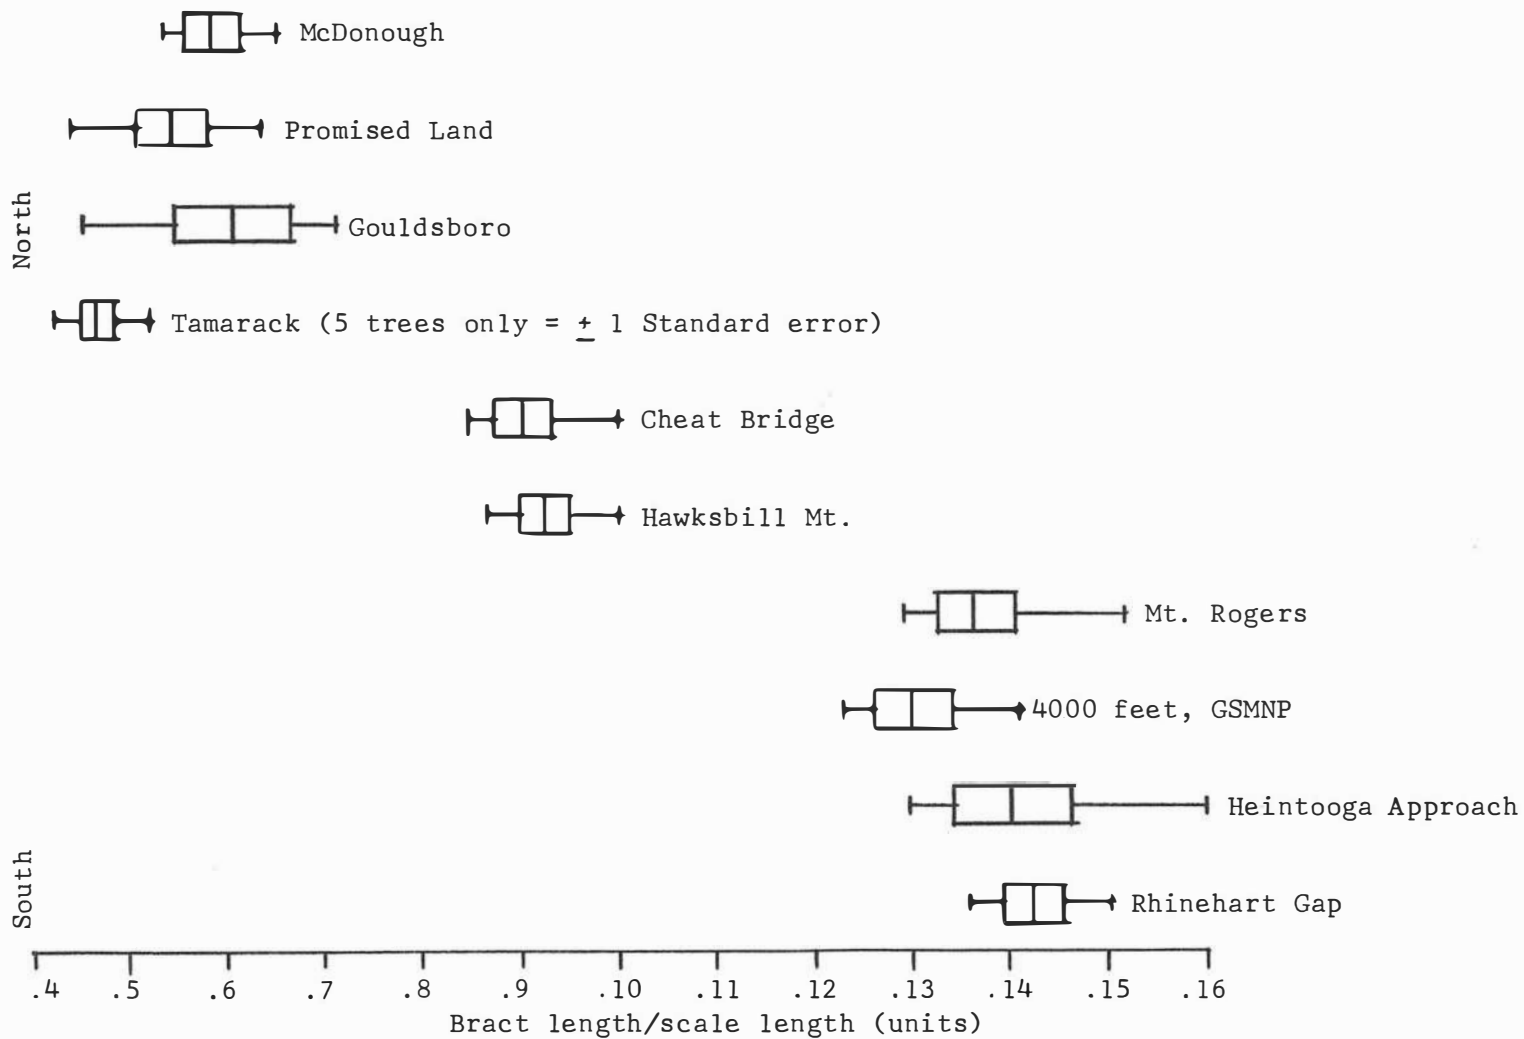 McDonough
Promised Land
North
Gouldsboro
Tamarack (5 trees only = ± 1 Standard error)
Cheat Bridge
Hawksbill Mt.
Mt. Rogers
4000 feet, GSMNP
Heintooga Approach
South
Rhinehart Gap
.4 .5 .6 .7 .8 .9 .10 .11 .12 .13 .14 .15 .16
Bract length/scale length (units)